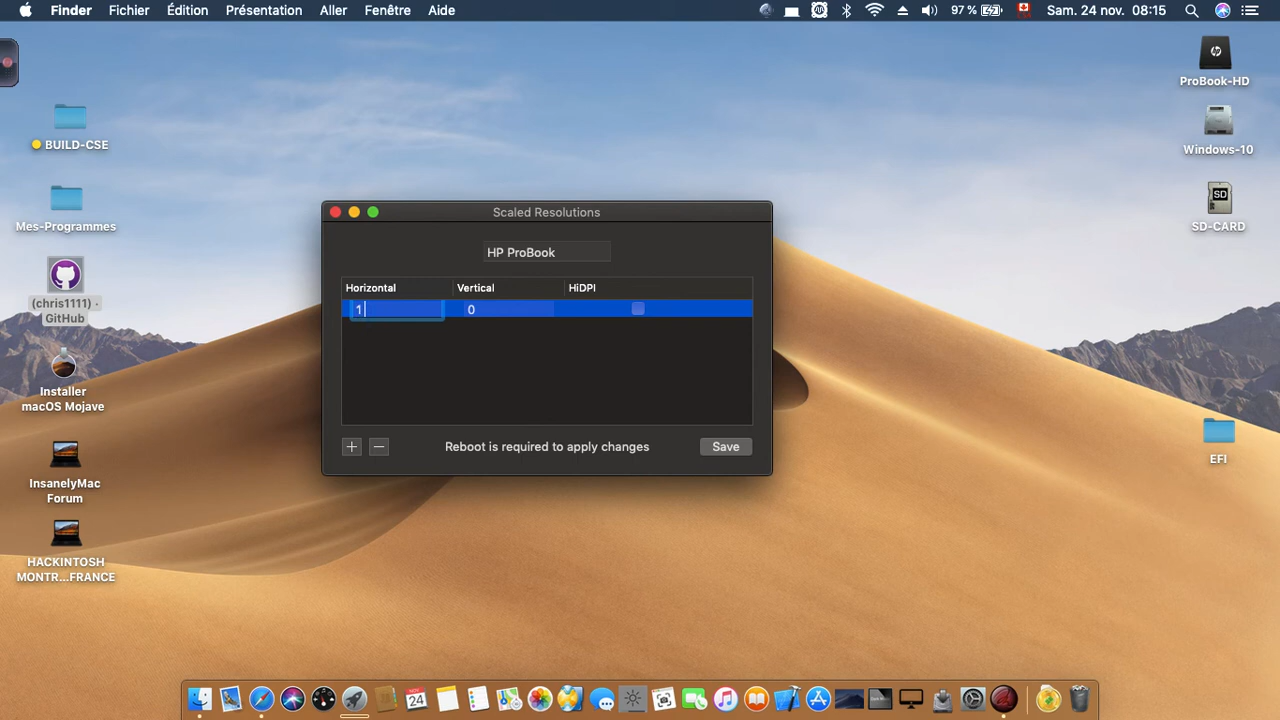 Finder Fichier Édition Présentation Aller Fenêtre Aide 97 % Sam. 24 nov. 08:15
ProBook-HD
BUILD-CSE
Windows-10
Mes-Programmes
SD
SD-CARD
Scaled Resolutions
HP ProBook
Horizontal Vertical HiDPI
1 0
(chris1111) ·
GitHub
Installer
macOS Mojave
Reboot is required to apply changes
Save
EFI
InsanelyMac
Forum
HACKINTOSH
MONTR...FRANCE
24